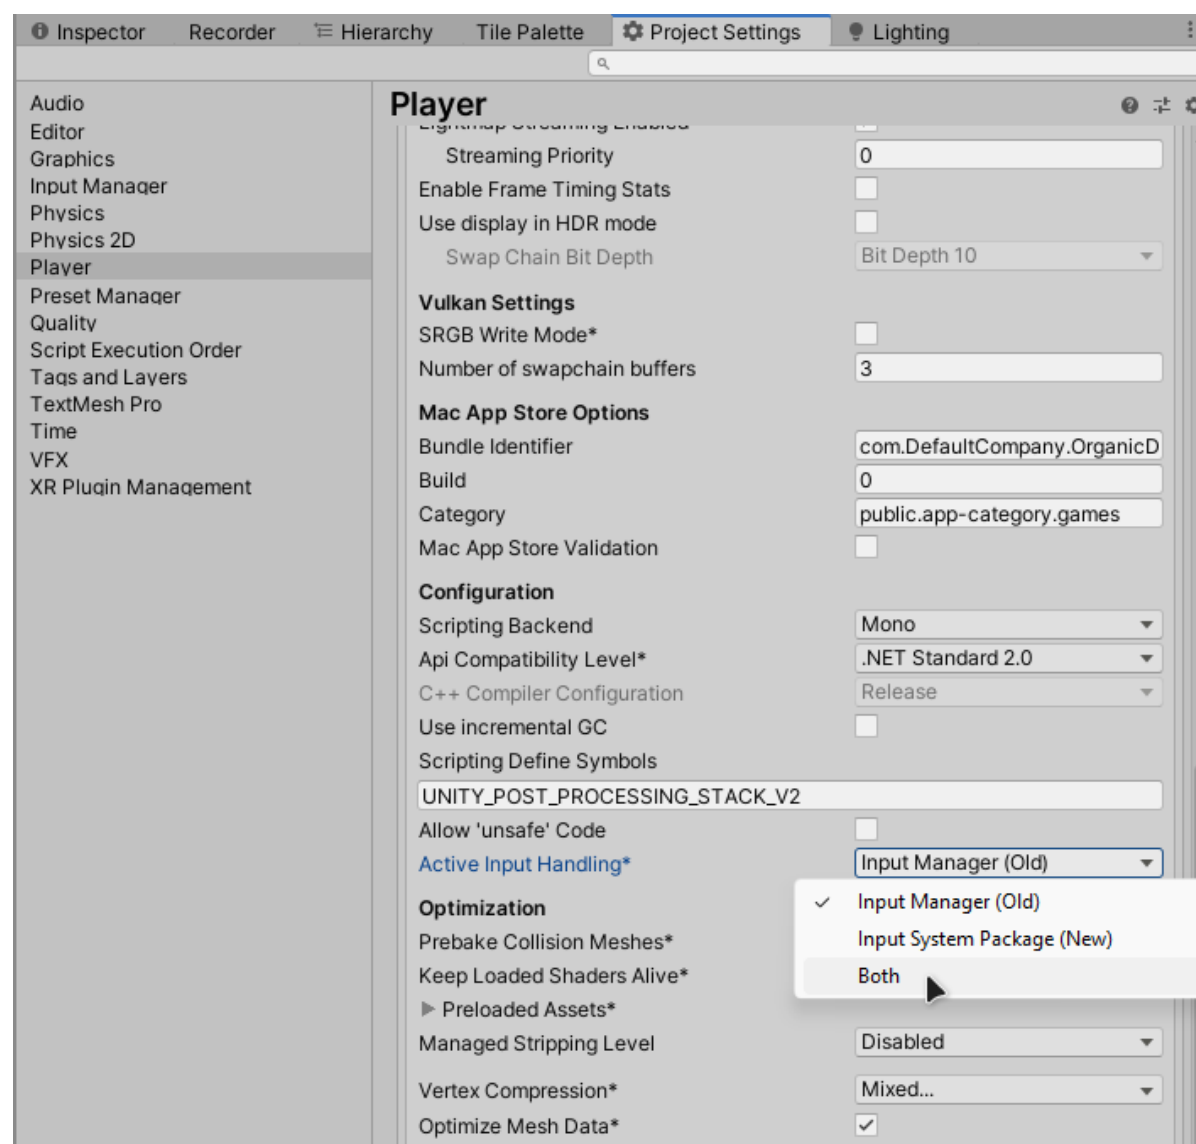 Inspector Recorder Hierarchy Tile Palette Project Settings Lighting
Player
Audio
Editor
Graphics
Input Manager
Physics
Physics 2D
Player
Preset Manager
Quality
Script Execution Order
Tags and Layers
TextMesh Pro
Time
VFX
XR Plugin Management
Lightmap Streaming Enabled
Streaming Priority 0
Enable Frame Timing Stats
Use display in HDR mode
Swap Chain Bit Depth Bit Depth 10
Vulkan Settings
SRGB Write Mode*
Number of swapchain buffers 3
Mac App Store Options
Bundle Identifier com.DefaultCompany.OrganicD
Build 0
Category public.app-category.games
Mac App Store Validation
Configuration
Scripting Backend Mono
Api Compatibility Level* .NET Standard 2.0
C++ Compiler Configuration Release
Use incremental GC
Scripting Define Symbols
UNITY_POST_PROCESSING_STACK_V2
Allow 'unsafe' Code
Active Input Handling* Input Manager (Old)
Input Manager (Old)
Input System Package (New)
Both
Optimization
Prebake Collision Meshes*
Keep Loaded Shaders Alive*
Preloaded Assets*
Managed Stripping Level Disabled
Vertex Compression* Mixed...
Optimize Mesh Data*